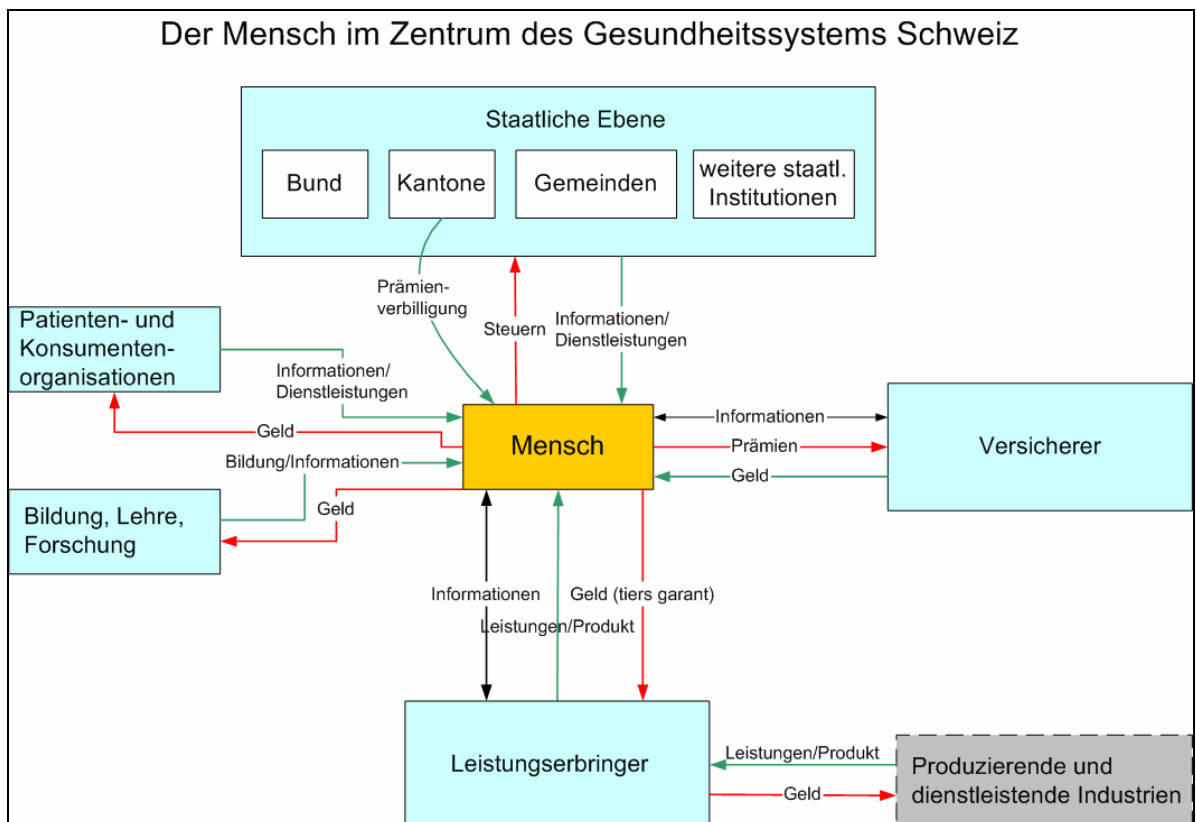 Der Mensch im Zentrum des Gesundheitssystems Schweiz
Staatliche Ebene
Bund
Kantone
Gemeinden
weitere staatl.
Institutionen
Prämien-
verbilligung
Steuern
Informationen/
Dienstleistungen
Patienten- und
Konsumenten-
organisationen
Informationen/
Dienstleistungen
Geld
Mensch
Informationen
Prämien
Geld
Versicherer
Bildung/Informationen
Geld
Bildung, Lehre,
Forschung
Informationen
Leistungen/Produkt
Geld (tiers garant)
Leistungserbringer
Leistungen/Produkt
Geld
Produzierende und
dienstleistende Industrien